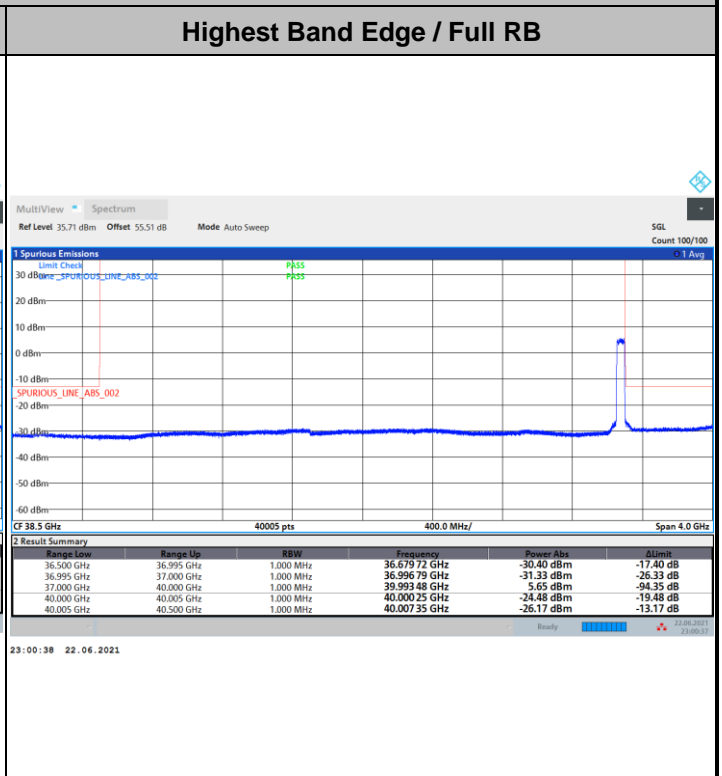 Highest Band Edge / Full RB
MultiView Spectrum
Ref Level 35.71 dBm Offset 55.51 dB Mode Auto Sweep SGL
Count 100/100
1 Spurious Emissions 1 Avg
Limit Check PASS
30 dBm Line _SPURIOUS_LINE_ABS_002 PASS
20 dBm
10 dBm
0 dBm
-10 dBm
_SPURIOUS_LINE_ABS_002
-20 dBm
-30 dBm
-40 dBm
-50 dBm
-60 dBm
CF 38.5 GHz 40005 pts 400.0 MHz/ Span 4.0 GHz
2 Result Summary
Range Low Range Up RBW Frequency Power Abs ΔLimit
36.500 GHz 36.995 GHz 1.000 MHz 36.679 72 GHz -30.40 dBm -17.40 dB
36.995 GHz 37.000 GHz 1.000 MHz 36.996 79 GHz -31.33 dBm -26.33 dB
37.000 GHz 40.000 GHz 1.000 MHz 39.993 48 GHz 5.65 dBm -94.35 dB
40.000 GHz 40.005 GHz 1.000 MHz 40.000 25 GHz -24.48 dBm -19.48 dB
40.005 GHz 40.500 GHz 1.000 MHz 40.007 35 GHz -26.17 dBm -13.17 dB
Ready 22.06.2021
23:00:37
23:00:38 22.06.2021